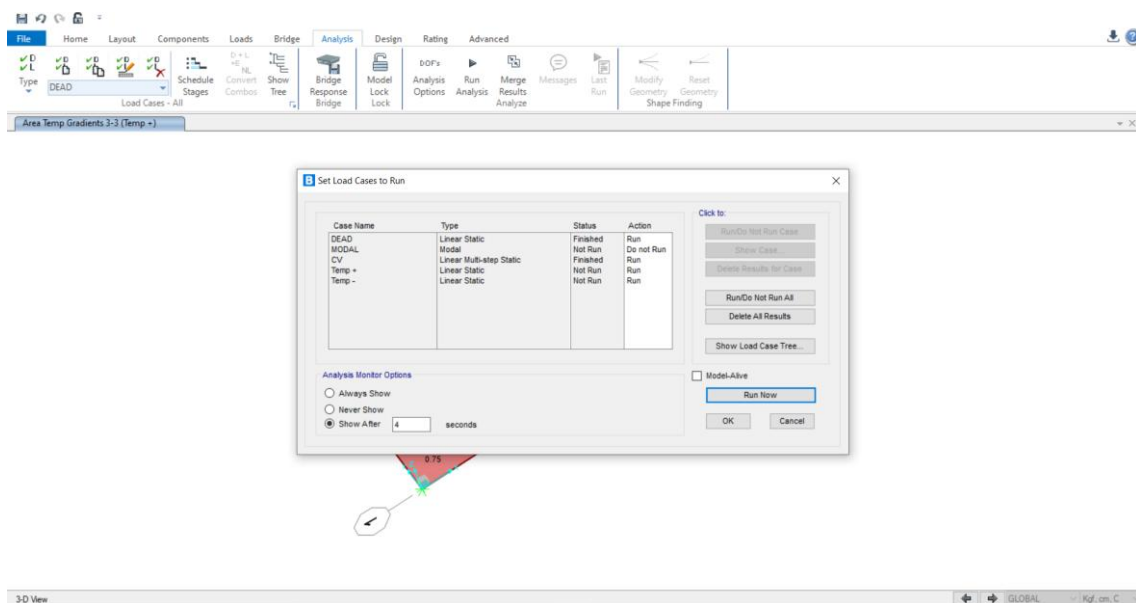 File Home Layout Components Loads Bridge Analysis Design Rating Advanced
Type
DEAD
Schedule Stages
D + L
+E
NL
Convert Combos
Show Tree
Load Cases - All
Bridge Response
Bridge
Model Lock
Lock
DOF's
Analysis Options
Run Analysis
Merge Results
Messages
Last Run
Analyze
Modify Geometry
Reset Geometry
Shape Finding
Area Temp Gradients 3-3 (Temp +)
B Set Load Cases to Run
Case Name Type Status Action
DEAD Linear Static Finished Run
MODAL Modal Not Run Do not Run
CV Linear Multi-step Static Finished Run
Temp + Linear Static Not Run Run
Temp - Linear Static Not Run Run
Click to:
Run/Do Not Run Case
Show Case...
Delete Results for Case
Run/Do Not Run All
Delete All Results
Show Load Case Tree...
Analysis Monitor Options
Always Show
Never Show
Show After 4 seconds
Model-Alive
Run Now
OK Cancel
0.75
3-D View GLOBAL Kgf, cm, C